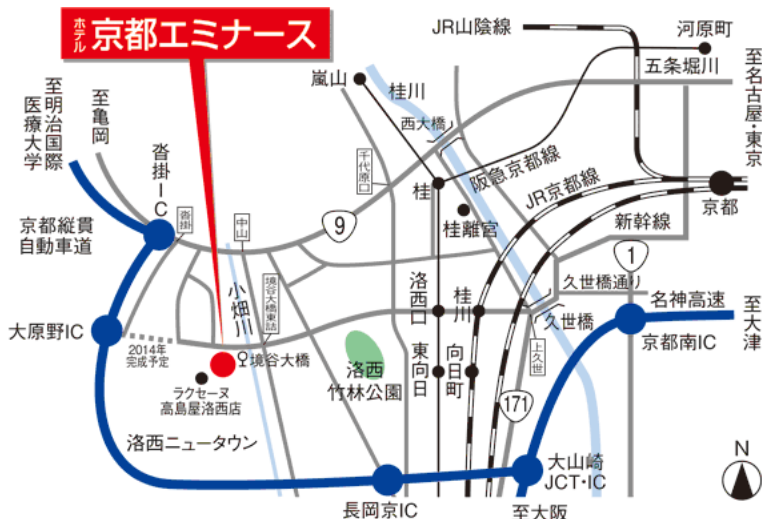 ホテル 京都エミナース
JR山陰線
河原町
五条堀川
至名古屋・東京
嵐山
桂川
西大橋
至明治国際
医療大学
至亀岡
沓掛IC
沓掛
中山
千代原口
9
桂
阪急京都線
JR京都線
京都
桂離宮
新幹線
1
京都縦貫
自動車道
小畑川
境谷大橋東詰
洛西口
桂川
久世橋通り
久世橋
名神高速
至大津
京都南IC
大原野IC
2014年
完成予定
境谷大橋
上久世
洛西
竹林公園
東向日
向日町
171
ラクセーヌ
高島屋洛西店
洛西ニュータウン
大山崎
JCT・IC
N
長岡京IC
至大阪